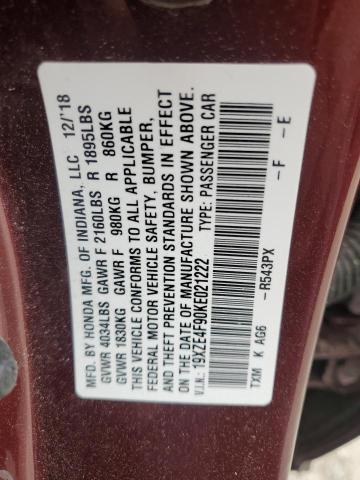 MFD. BY HONDA MFG. OF INDIANA, LLC 12/'18
GVWR 4034LBS GAWR F 2160LBS R 1895LBS
GVWR 1830KG GAWR F 980KG R 860KG
THIS VEHICLE CONFORMS TO ALL APPLICABLE
FEDERAL MOTOR VEHICLE SAFETY, BUMPER,
AND THEFT PREVENTION STANDARDS IN EFFECT
ON THE DATE OF MANUFACTURE SHOWN ABOVE.
V.I.N.: 19XZE4F90KE021222 TYPE: PASSENGER CAR
-R543PX -F -E
TXM K AG6